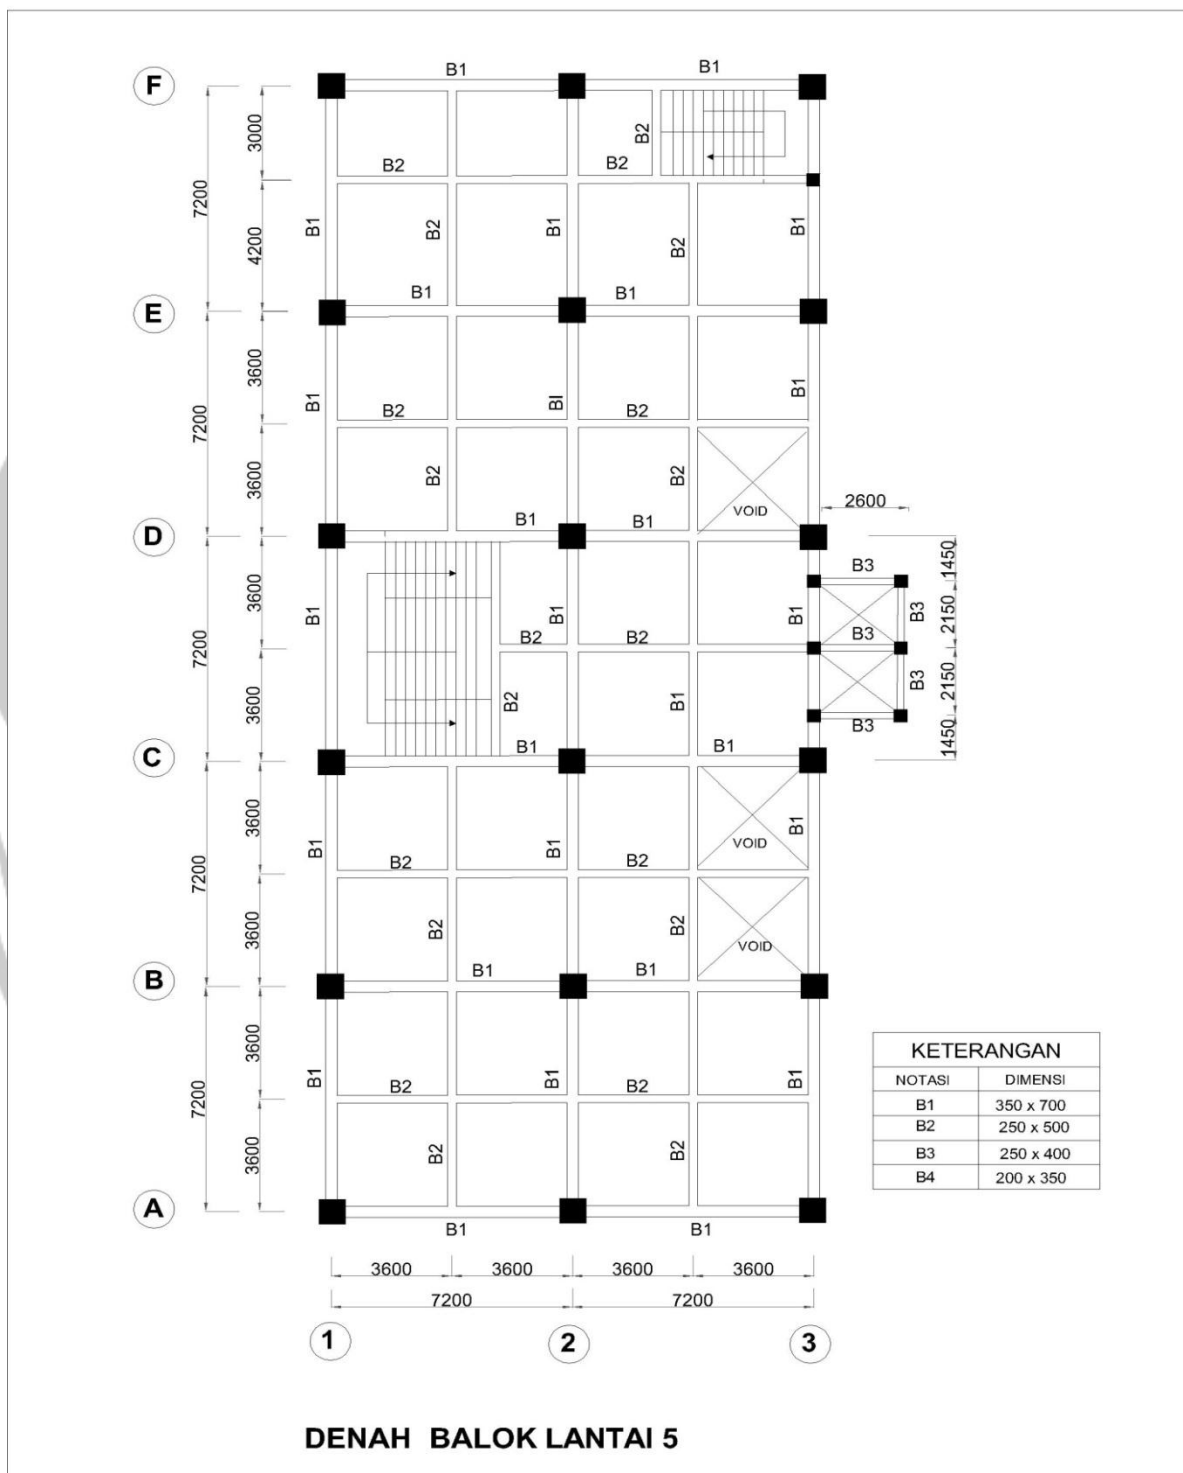 B1 B1
F
3000
B2
B2 B2
7200
B1 B2 B1 B1
4200
B2
B1 B1
E
3600
B1
B1 BI
B2 B2
7200
3600
B2 B2
VOID
2600
B1 B1
D
1450
B3
3600
B1 B1 B1 B3
2150
B2 B2 B3
7200
3600
B2 B1 B3
2150
B1 B1 B3
1450
C
3600
B1 B1 VOID B1
B2 B2
7200
3600
B2 B2 VOID
B1 B1
B
3600
B1 B2 B1 B2 B1
7200
3600
B2 B2
A
B1 B1
KETERANGAN
NOTASI DIMENSI
B1 350 x 700
B2 250 x 500
B3 250 x 400
B4 200 x 350
3600 3600 3600 3600
7200 7200
1 2 3
DENAH BALOK LANTAI 5